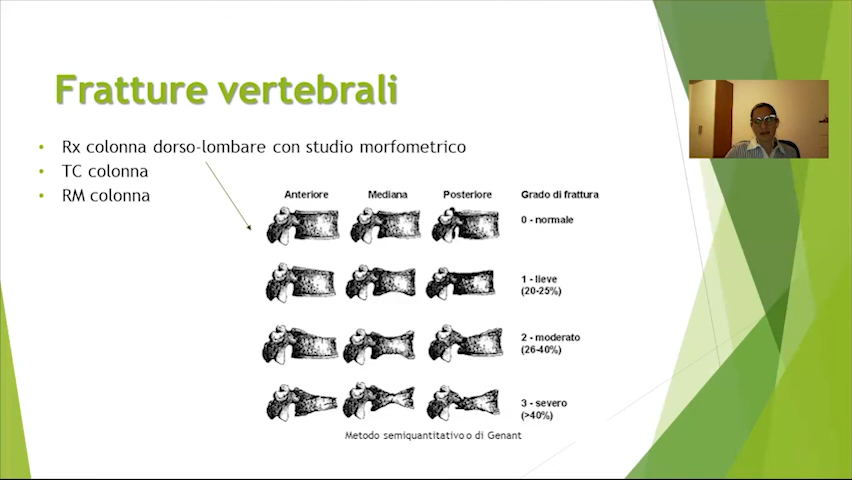 Fratture vertebrali
• Rx colonna dorso-lombare con studio morfometrico
• TC colonna
• RM colonna
Anteriore Mediana Posteriore Grado di frattura
0 - normale
1 - lieve
(20-25%)
2 - moderato
(26-40%)
3 - severo
(>40%)
Metodo semiquantitativo o di Genant